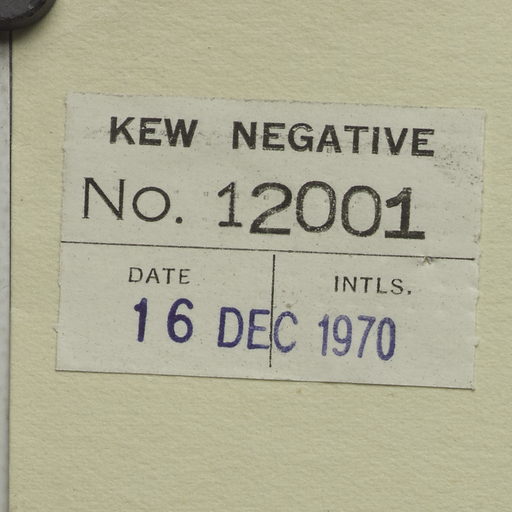 KEW NEGATIVE
No. 12001
DATE INTLS.
16 DEC 1970